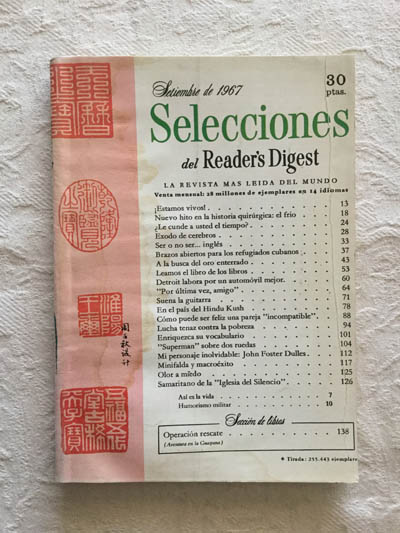 Setiembre de 1967
30 ptas.
Selecciones
del Reader's Digest
LA REVISTA MAS LEIDA DEL MUNDO
Venta mensual: 28 millones de ejemplares en 14 idiomas
¡Estamos vivos! 13
Nuevo hito en la historia quirúrgica: el frío 18
¿Le cunde a usted el tiempo? 24
Exodo de cerebros 28
Ser o no ser... inglés 33
Brazos abiertos para los refugiados cubanos 37
A la busca del oro enterrado 43
Leamos el libro de los libros 53
Detroit labora por un automóvil mejor 60
"Por última vez, amigo" 64
Suena la guitarra 71
En el país del Hindu Kush 78
Cómo puede ser feliz una pareja "incompatible" 88
Lucha tenaz contra la pobreza 94
Enriquezca su vocabulario 101
"Superman" sobre dos ruedas 104
Mi personaje inolvidable: John Foster Dulles 112
Minifalda y macroéxito 117
Olor a miedo 125
Samaritano de la "Iglesia del Silencio" 126
Así es la vida 7
Humorismo militar 10
Sección de libros
Operación rescate 138
(Aventura en la Guayana)
Tirada: 255.443 ejemplare